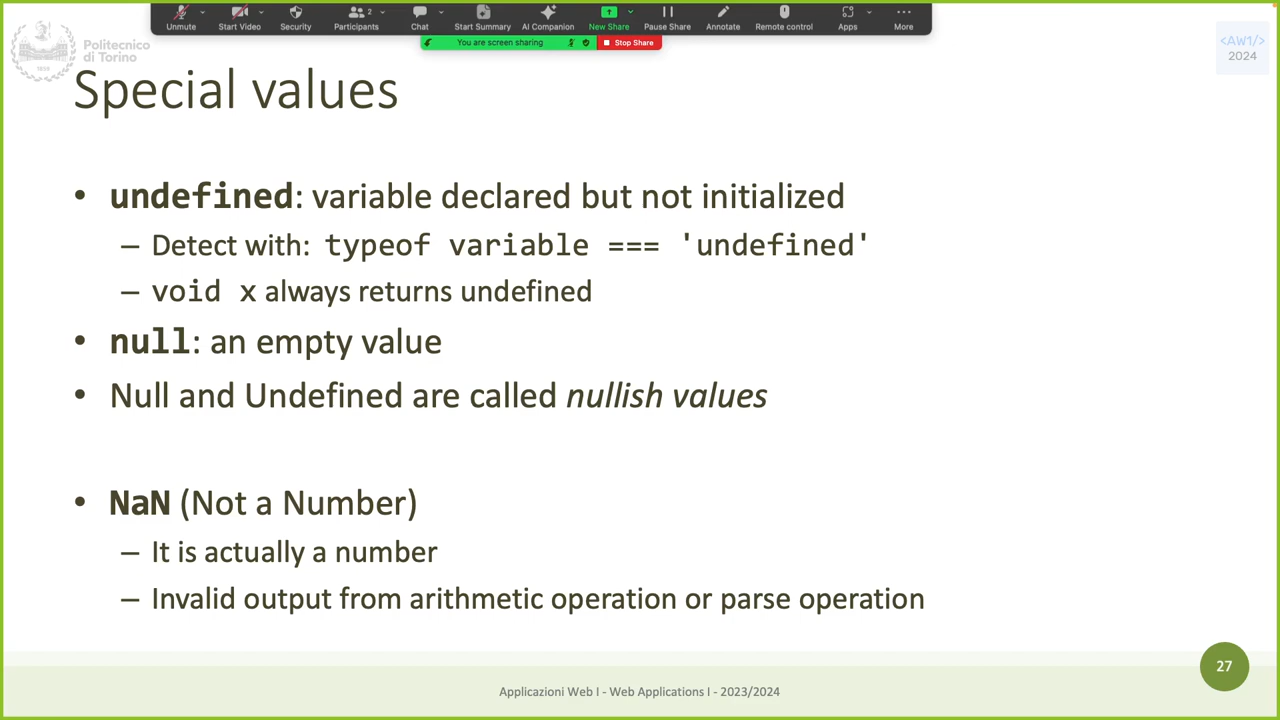 Unmute
Start Video
Security
Participants
2
Chat
Start Summary
AI Companion
New Share
Pause Share
Annotate
Remote control
Apps
More
You are screen sharing
Stop Share
Politecnico
di Torino
1859
<AW1/>
2024
Special values
• undefined: variable declared but not initialized
– Detect with: typeof variable === 'undefined'
– void x always returns undefined
• null: an empty value
• Null and Undefined are called nullish values
• NaN (Not a Number)
– It is actually a number
– Invalid output from arithmetic operation or parse operation
Applicazioni Web I - Web Applications I - 2023/2024
27